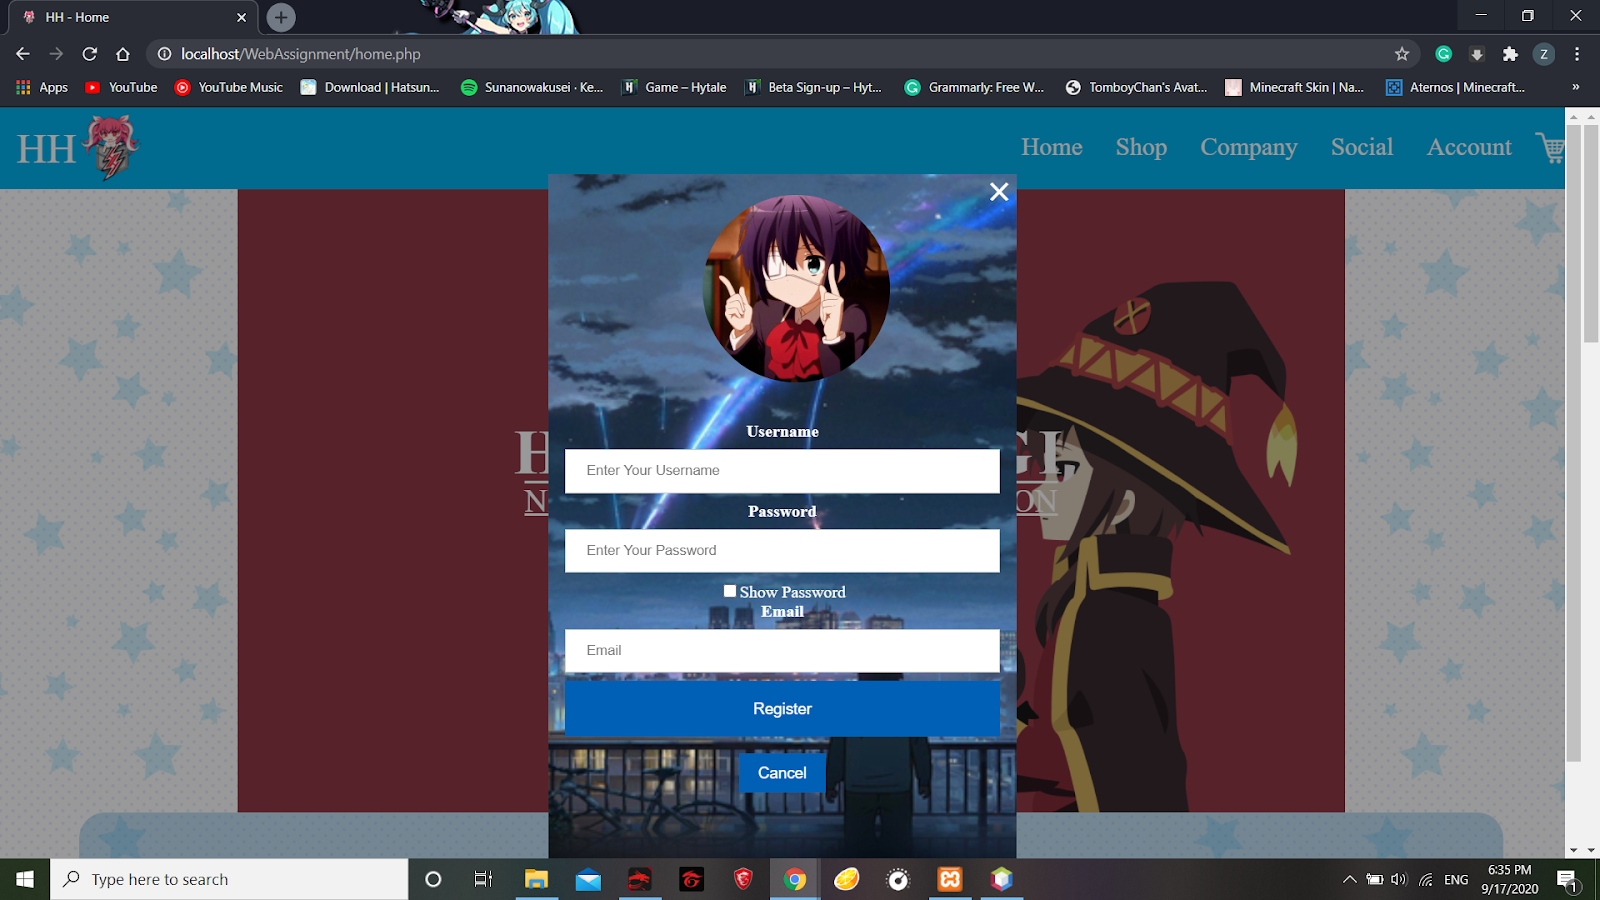 HH - Home
localhost/WebAssignment/home.php
Z
Apps YouTube YouTube Music Download | Hatsun... Sunanowakusei · Ke... Game – Hytale Beta Sign-up – Hyt... Grammarly: Free W... TomboyChan's Avat... Minecraft Skin | Na... Aternos | Minecraft... »
HH
Home Shop Company Social Account
Username
Enter Your Username
Password
Enter Your Password
Show Password
Email
Email
Register
Cancel
Type here to search
ENG
6:35 PM
9/17/2020
1